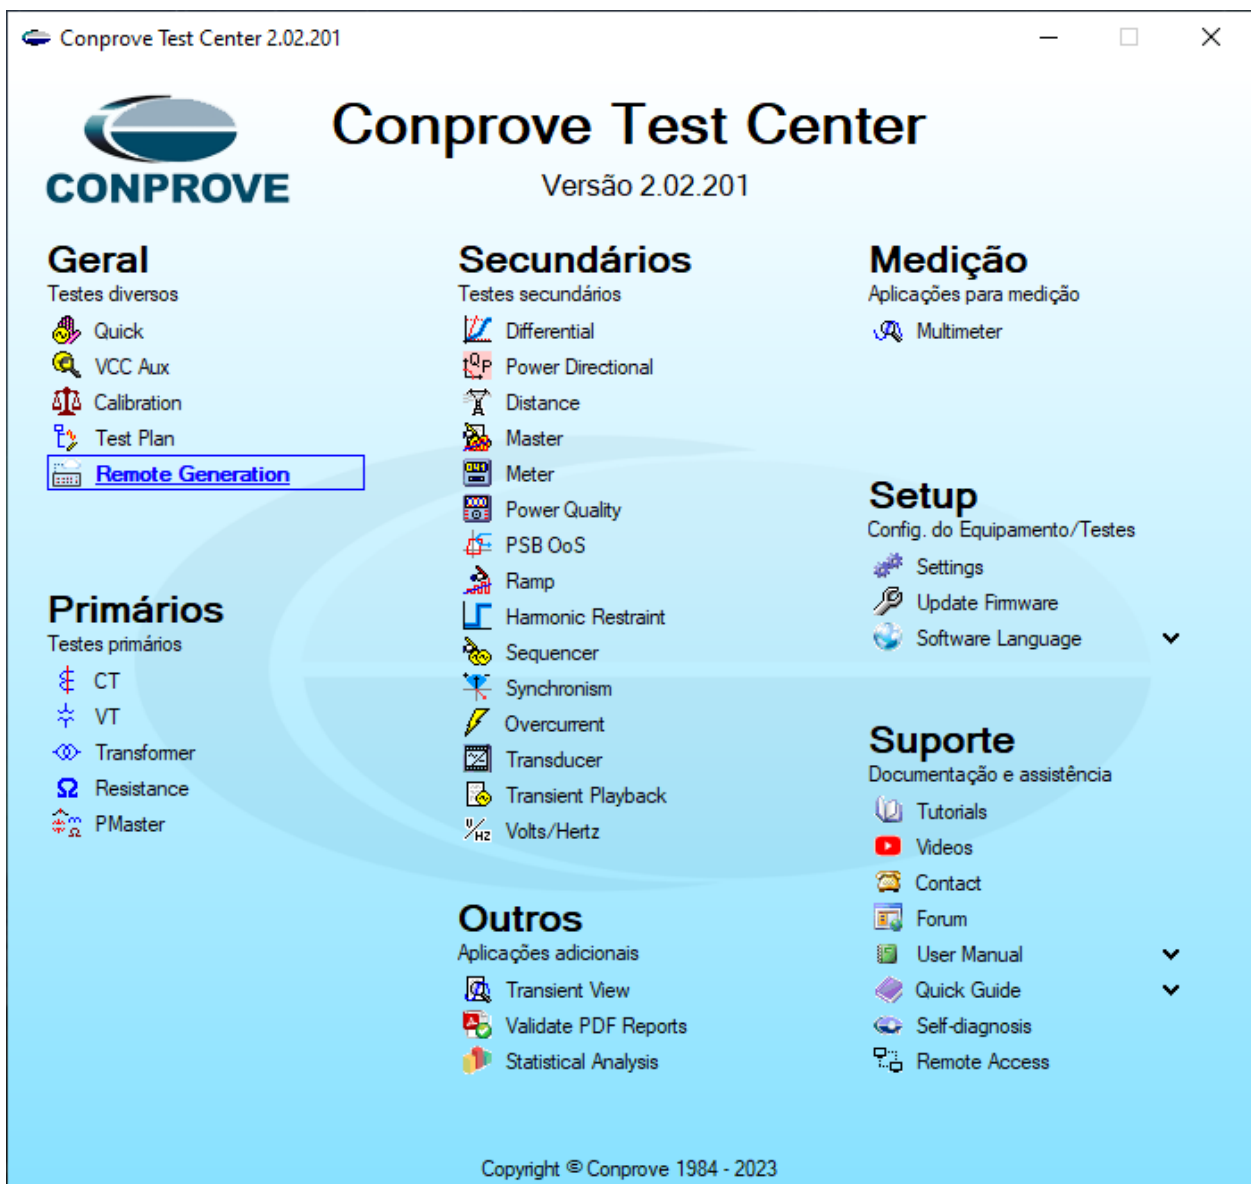 Conprove Test Center 2.02.201
CONPROVE
Conprove Test Center
Versão 2.02.201
Geral
Testes diversos
Quick
VCC Aux
Calibration
Test Plan
Remote Generation
Primários
Testes primários
CT
VT
Transformer
Resistance
PMaster
Secundários
Testes secundários
Differential
Power Directional
Distance
Master
Meter
Power Quality
PSB OoS
Ramp
Harmonic Restraint
Sequencer
Synchronism
Overcurrent
Transducer
Transient Playback
Volts/Hertz
Outros
Aplicações adicionais
Transient View
Validate PDF Reports
Statistical Analysis
Medição
Aplicações para medição
Multimeter
Setup
Config. do Equipamento/Testes
Settings
Update Firmware
Software Language
Suporte
Documentação e assistência
Tutorials
Videos
Contact
Forum
User Manual
Quick Guide
Self-diagnosis
Remote Access
Copyright © Conprove 1984 - 2023